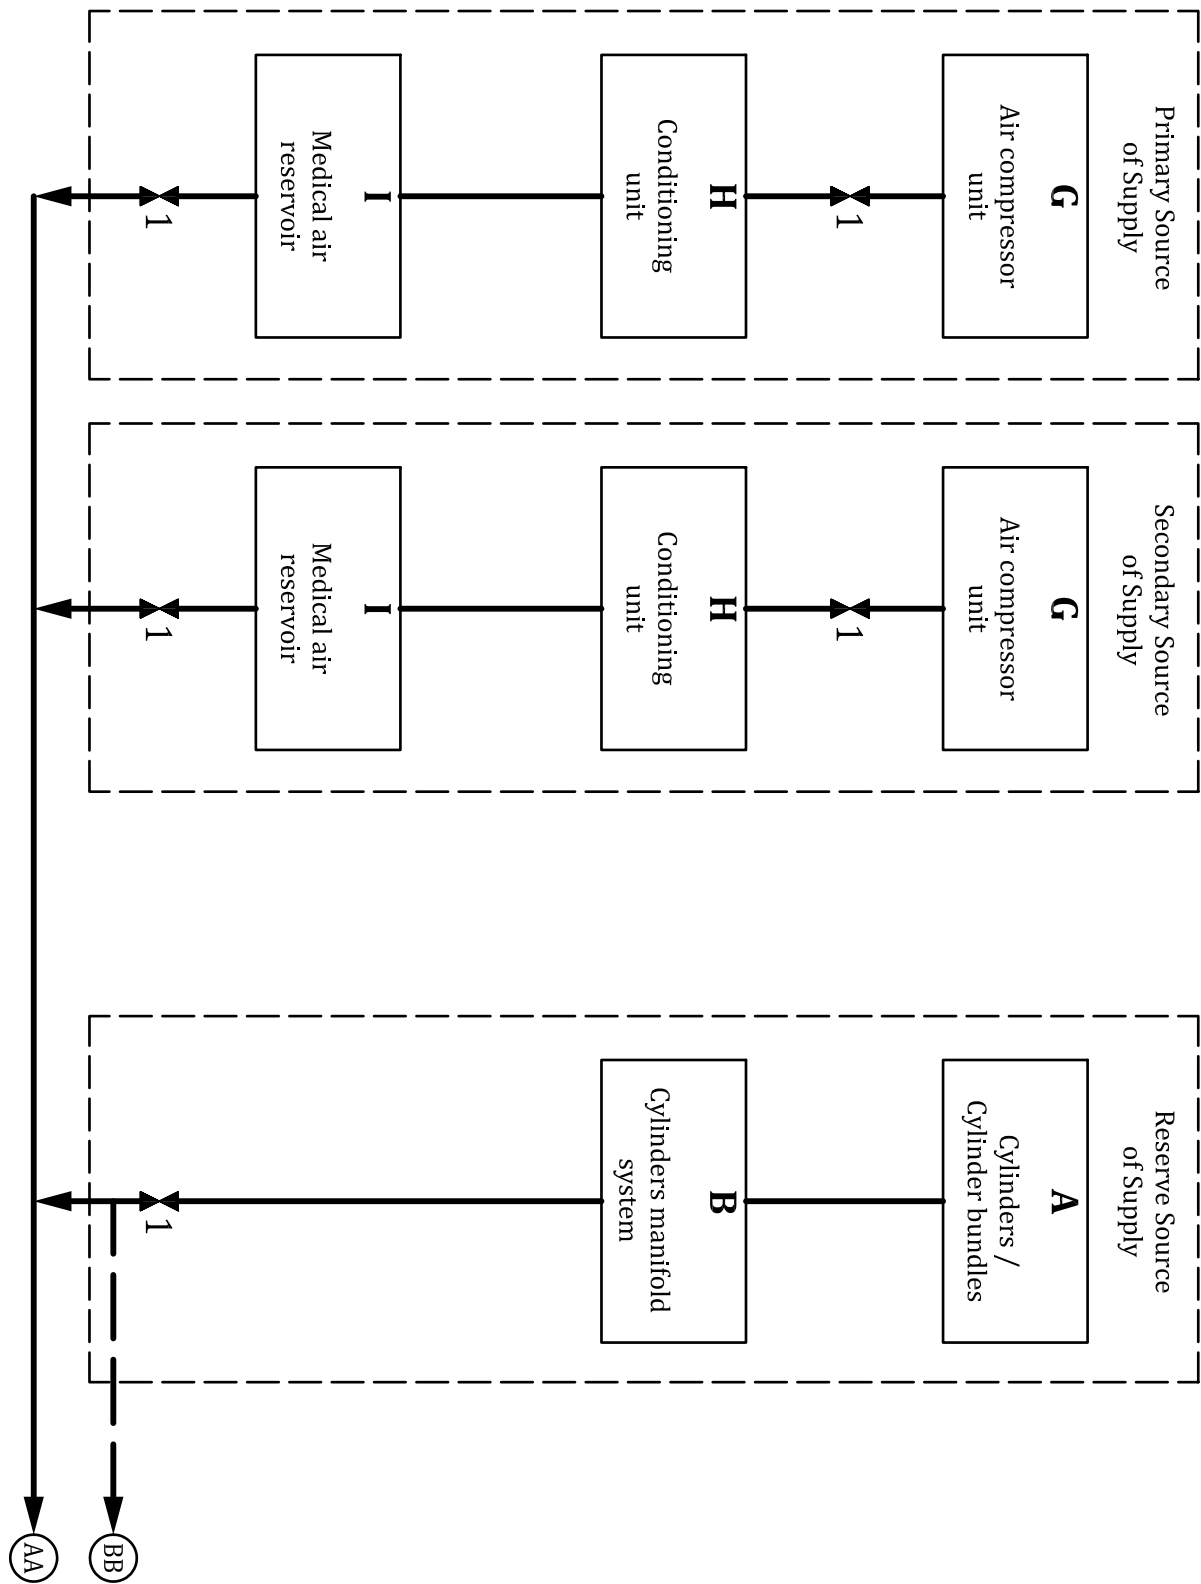 Primary Source
of Supply
G
Air compressor
unit
1
H
Conditioning
unit
I
Medical air
reservoir
1
Secondary Source
of Supply
G
Air compressor
unit
1
H
Conditioning
unit
I
Medical air
reservoir
1
Reserve Source
of Supply
A
Cylinders /
Cylinder bundles
B
Cylinders manifold
system
1
BB
AA